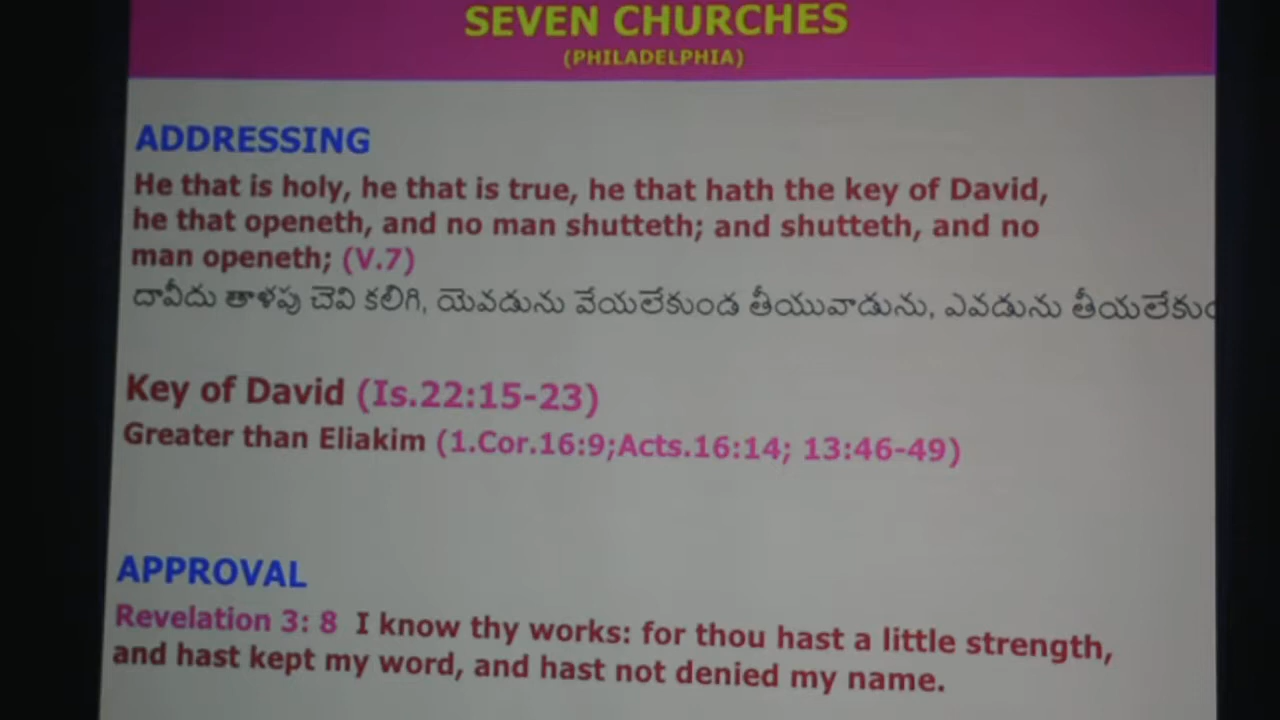 SEVEN CHURCHES
(PHILADELPHIA)
ADDRESSING
He that is holy, he that is true, he that hath the key of David,
he that openeth, and no man shutteth; and shutteth, and no
man openeth; (V.7)
దావీదు తాళపు చెవి కలిగి, యెవడును వేయలేకుండ తీయువాడును, ఎవడును
Key of David (Is.22:15-23)
Greater than Eliakim (1.Cor.16:9;Acts.16:14; 13:46-49)
APPROVAL
Revelation 3: 8 I know thy works: for thou hast a little strength,
and hast kept my word, and hast not denied my name.